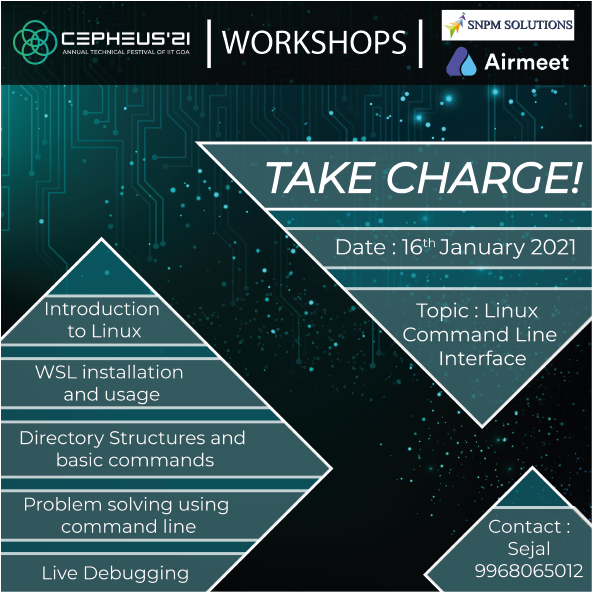 CEPHEUS'21
ANNUAL TECHNICAL FESTIVAL OF IIT GOA
WORKSHOPS
SNPM SOLUTIONS
Airmeet
TAKE CHARGE!
Date : 16th January 2021
Topic : Linux
Command Line
Interface
Introduction
to Linux
WSL installation
and usage
Directory Structures and
basic commands
Problem solving using
command line
Live Debugging
Contact :
Sejal
9968065012